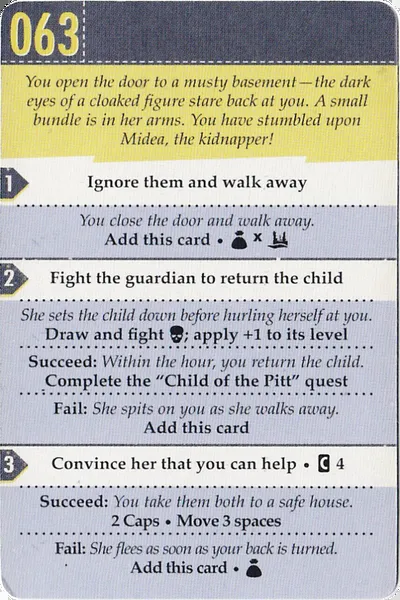 063
You open the door to a musty basement—the dark
eyes of a cloaked figure stare back at you. A small
bundle is in her arms. You have stumbled upon
Midea, the kidnapper!
1
Ignore them and walk away
You close the door and walk away.
Add this card • x
2
Fight the guardian to return the child
She sets the child down before hurling herself at you.
Draw and fight ; apply +1 to its level
Succeed: Within the hour, you return the child.
Complete the “Child of the Pitt” quest
Fail: She spits on you as she walks away.
Add this card
3
Convince her that you can help • C 4
Succeed: You take them both to a safe house.
2 Caps • Move 3 spaces
Fail: She flees as soon as your back is turned.
Add this card •